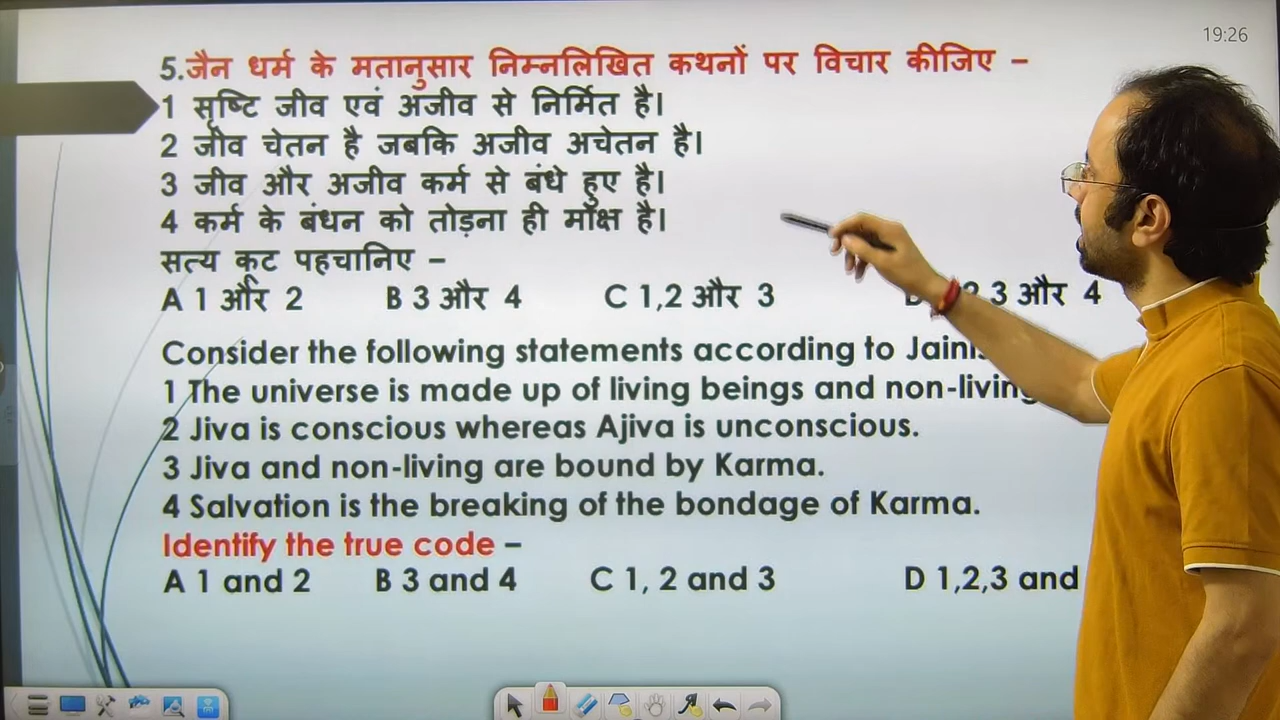 19:26
5.जैन धर्म के मतानुसार निम्नलिखित कथनों पर विचार कीजिए –
1 सृष्टि जीव एवं अजीव से निर्मित है।
2 जीव चेतन है जबकि अजीव अचेतन है।
3 जीव और अजीव कर्म से बंधे हुए है।
4 कर्म के बंधन को तोड़ना ही मोक्ष है।
सत्य कूट पहचानिए –
A 1 और 2 B 3 और 4 C 1,2 और 3 3 और 4
Consider the following statements according to
1 The universe is made up of living beings and non-living
2 Jiva is conscious whereas Ajiva is unconscious.
3 Jiva and non-living are bound by Karma.
4 Salvation is the breaking of the bondage of Karma.
Identify the true code –
A 1 and 2 B 3 and 4 C 1, 2 and 3 D 1,2,3 and